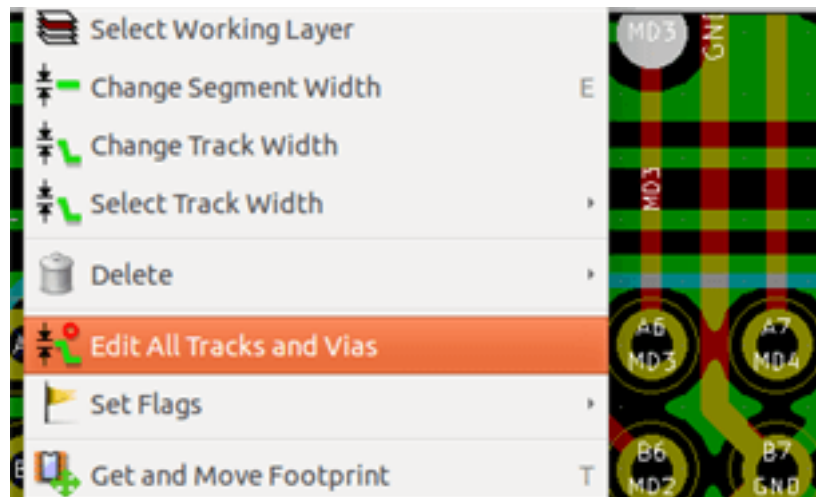 Select Working Layer
Change Segment Width E
Change Track Width
Select Track Width
Delete
Edit All Tracks and Vias
Set Flags
Get and Move Footprint T
MD3
GND
MD3
A6
MD3
A7
MD4
B6
MD2
B7
GND